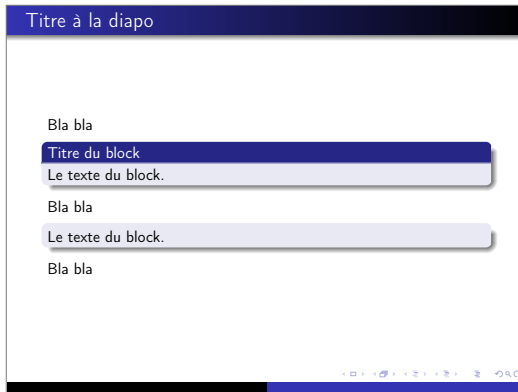 Titre à la diapo
Bla bla
Titre du block
Le texte du block.
Bla bla
Le texte du block.
Bla bla